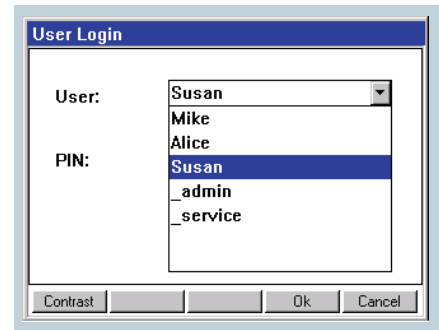 User Login
User:
Susan
Mike
Alice
PIN:
Susan
_admin
_service
Contrast
Ok
Cancel